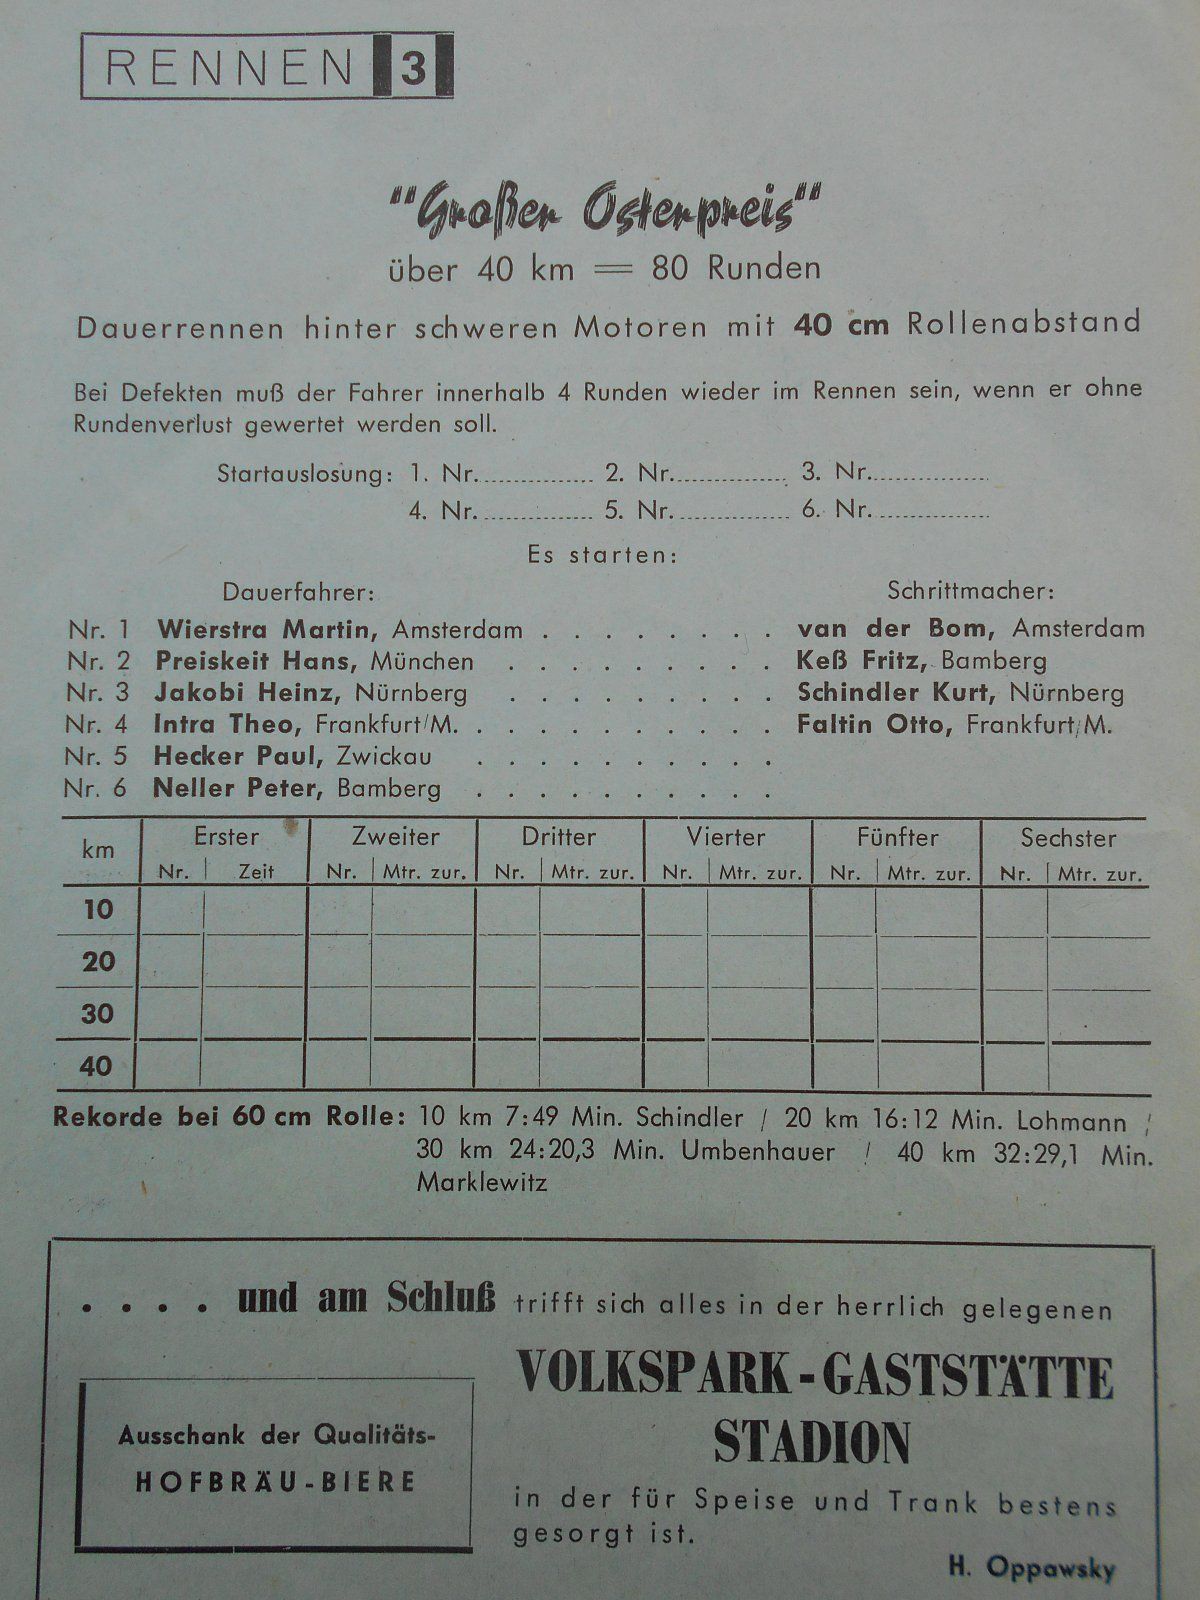 RENNEN 3
"Großer Osterpreis"
über 40 km = 80 Runden
Dauerrennen hinter schweren Motoren mit 40 cm Rollenabstand
Bei Defekten muß der Fahrer innerhalb 4 Runden wieder im Rennen sein, wenn er ohne
Rundenverlust gewertet werden soll.
Startauslosung: 1. Nr.............. 2. Nr.............. 3. Nr..............
4. Nr.............. 5. Nr.............. 6. Nr..............
Es starten:
Dauerfahrer: Schrittmacher:
Nr. 1 Wierstra Martin, Amsterdam . . . . . . . . van der Bom, Amsterdam
Nr. 2 Preiskeit Hans, München . . . . . . . . . Keß Fritz, Bamberg
Nr. 3 Jakobi Heinz, Nürnberg . . . . . . . . . Schindler Kurt, Nürnberg
Nr. 4 Intra Theo, Frankfurt/M. . . . . . . . . . . Faltin Otto, Frankfurt/M.
Nr. 5 Hecker Paul, Zwickau . . . . . . . . . .
Nr. 6 Neller Peter, Bamberg . . . . . . . . . .
km Erster Zweiter Dritter Vierter Fünfter Sechster
Nr. | Zeit Nr. | Mtr. zur. Nr. | Mtr. zur. Nr. | Mtr. zur. Nr. | Mtr. zur. Nr. | Mtr. zur.
10
20
30
40
Rekorde bei 60 cm Rolle: 10 km 7:49 Min. Schindler / 20 km 16:12 Min. Lohmann /
30 km 24:20,3 Min. Umbenhauer / 40 km 32:29,1 Min.
Marklewitz
. . . . und am Schluß trifft sich alles in der herrlich gelegenen
VOLKSPARK-GASTSTÄTTE
STADION
Ausschank der Qualitäts-
HOFBRÄU-BIERE
in der für Speise und Trank bestens
gesorgt ist.
H. Oppawsky